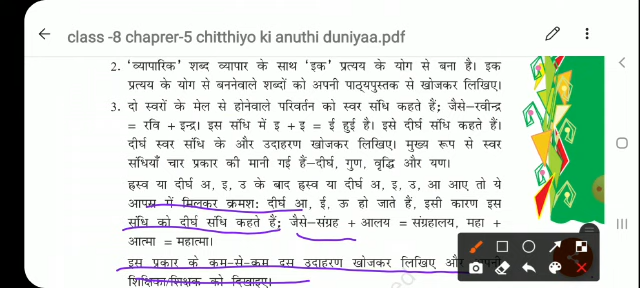 class -8 chaprer-5 chitthiyo ki anuthi duniyaa.pdf
2. 'व्यापारिक' शब्द व्यापार के साथ 'इक' प्रत्यय के योग से बना है। इक
प्रत्यय के योग से बननेवाले शब्दों को अपनी पाठ्यपुस्तक से खोजकर लिखिए।
3. दो स्वरों के मेल से होनेवाले परिवर्तन को स्वर संधि कहते हैं; जैसे–रवीन्द्र
= रवि + इन्द्र। इस संधि में इ + इ = ई हुई है। इसे दीर्घ संधि कहते हैं।
दीर्घ स्वर संधि के और उदाहरण खोजकर लिखिए। मुख्य रूप से स्वर
संधियाँ चार प्रकार की मानी गई हैं–दीर्घ, गुण, वृद्धि और यण।
ह्रस्व या दीर्घ अ, इ, उ के बाद ह्रस्व या दीर्घ अ, इ, उ, आ आए तो ये
आपस में मिलकर क्रमशः दीर्घ आ, ई, ऊ हो जाते हैं, इसी कारण इस
संधि को दीर्घ संधि कहते हैं; जैसे–संग्रह + आलय = संग्रहालय, महा +
आत्मा = महात्मा।
इस प्रकार के कम-से-कम दस उदाहरण खोजकर लिखिए और
शिक्षिका/शिक्षक को दिखाइए।